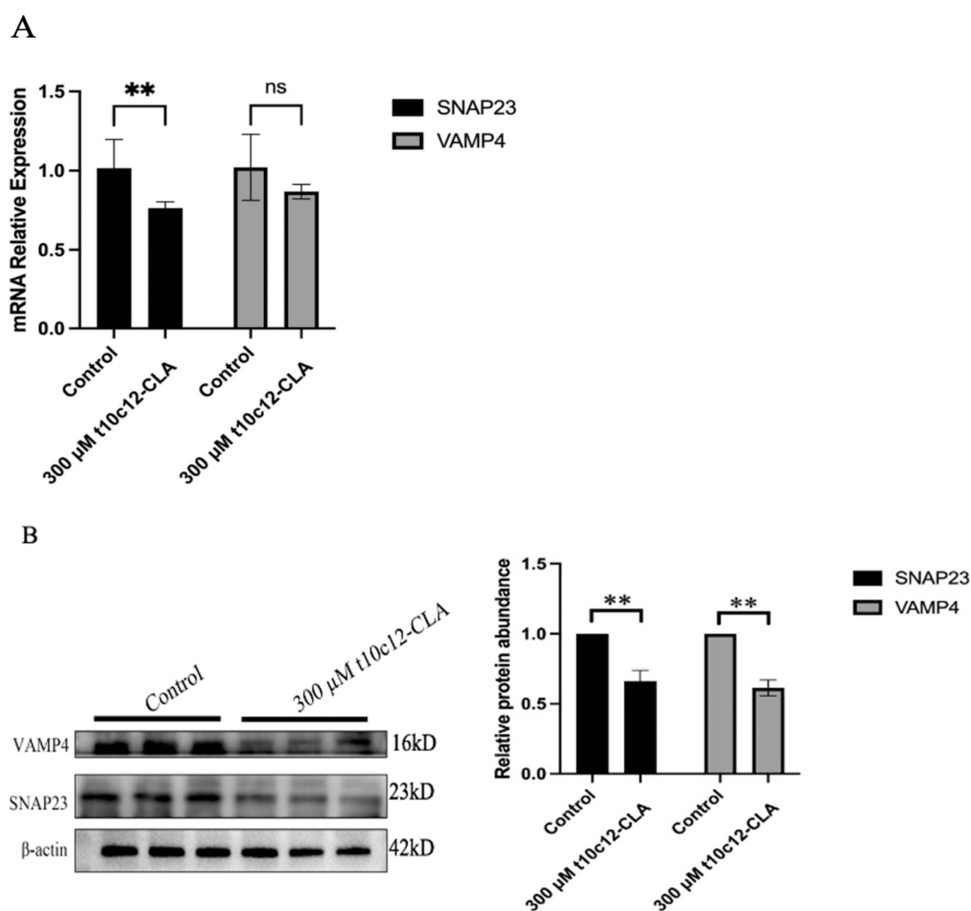 A
mRNA Relative Expression
1.5
1.0
0.5
0.0
**
ns
SNAP23
VAMP4
Control
300 μM t10c12-CLA
Control
300 μM t10c12-CLA
B
Control
300 μM t10c12-CLA
VAMP4
16kD
SNAP23
23kD
β-actin
42kD
Relative protein abundance
1.5
1.0
0.5
0.0
**
**
SNAP23
VAMP4
Control
300 μM t10c12-CLA
Control
300 μM t10c12-CLA